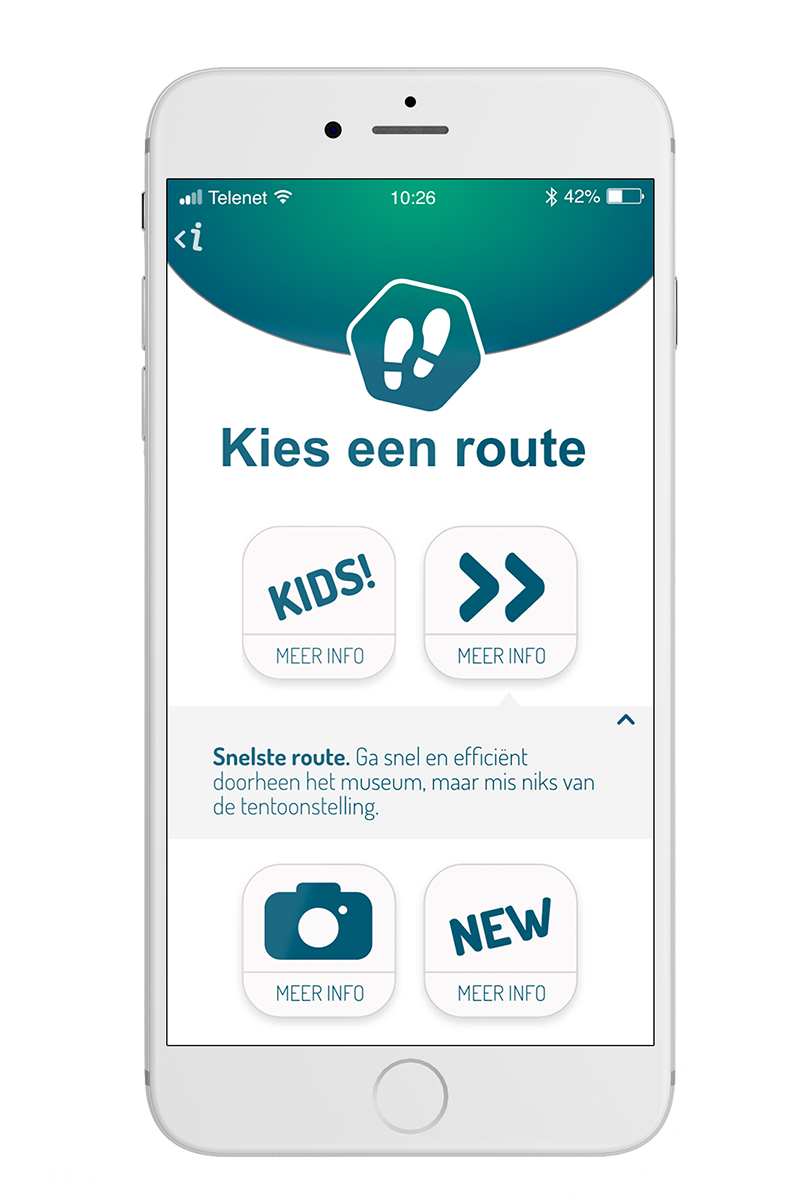 Telenet 10:26 42%
< i
Kies een route
KIDS!
MEER INFO
MEER INFO
Snelste route. Ga snel en efficiënt
doorheen het museum, maar mis niks van
de tentoonstelling.
NEW
MEER INFO
MEER INFO